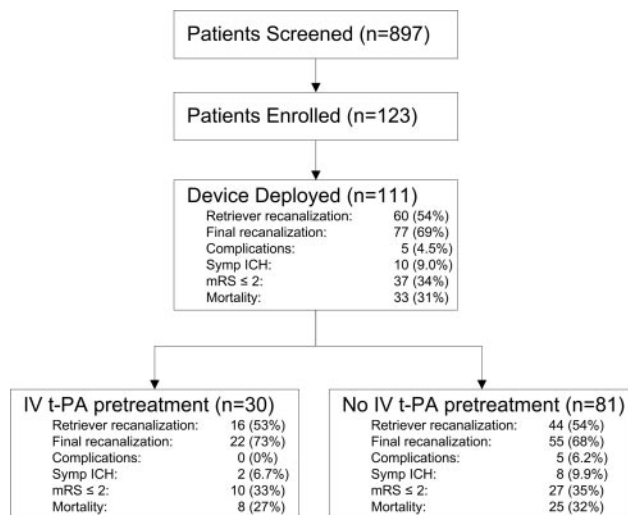 Patients Screened (n=897)
Patients Enrolled (n=123)
Device Deployed (n=111)
Retriever recanalization: 60 (54%)
Final recanalization: 77 (69%)
Complications: 5 (4.5%)
Symp ICH: 10 (9.0%)
mRS ≤ 2: 37 (34%)
Mortality: 33 (31%)
IV t-PA pretreatment (n=30)
Retriever recanalization: 16 (53%)
Final recanalization: 22 (73%)
Complications: 0 (0%)
Symp ICH: 2 (6.7%)
mRS ≤ 2: 10 (33%)
Mortality: 8 (27%)
No IV t-PA pretreatment (n=81)
Retriever recanalization: 44 (54%)
Final recanalization: 55 (68%)
Complications: 5 (6.2%)
Symp ICH: 8 (9.9%)
mRS ≤ 2: 27 (35%)
Mortality: 25 (32%)